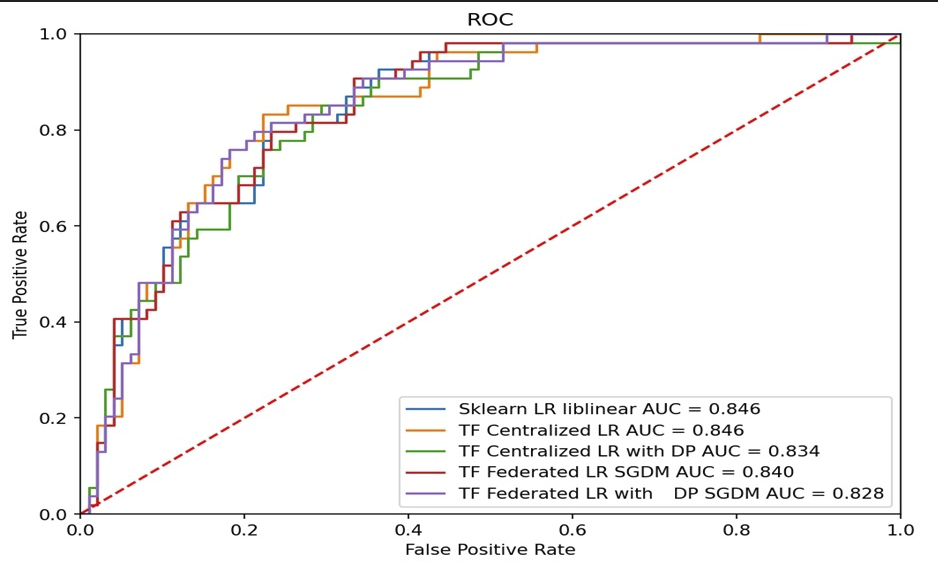 ROC
1.0
0.8
0.6
0.4
0.2
0.0
True Positive Rate
Sklearn LR liblinear AUC = 0.846
TF Centralized LR AUC = 0.846
TF Centralized LR with DP AUC = 0.834
TF Federated LR SGDM AUC = 0.840
TF Federated LR with DP SGDM AUC = 0.828
0.0 0.2 0.4 0.6 0.8 1.0
False Positive Rate